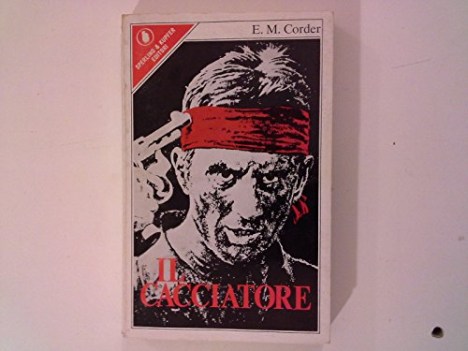 E. M. Corder
SPERLING & KUPFER
EDITORI
IL
CACCIATORE